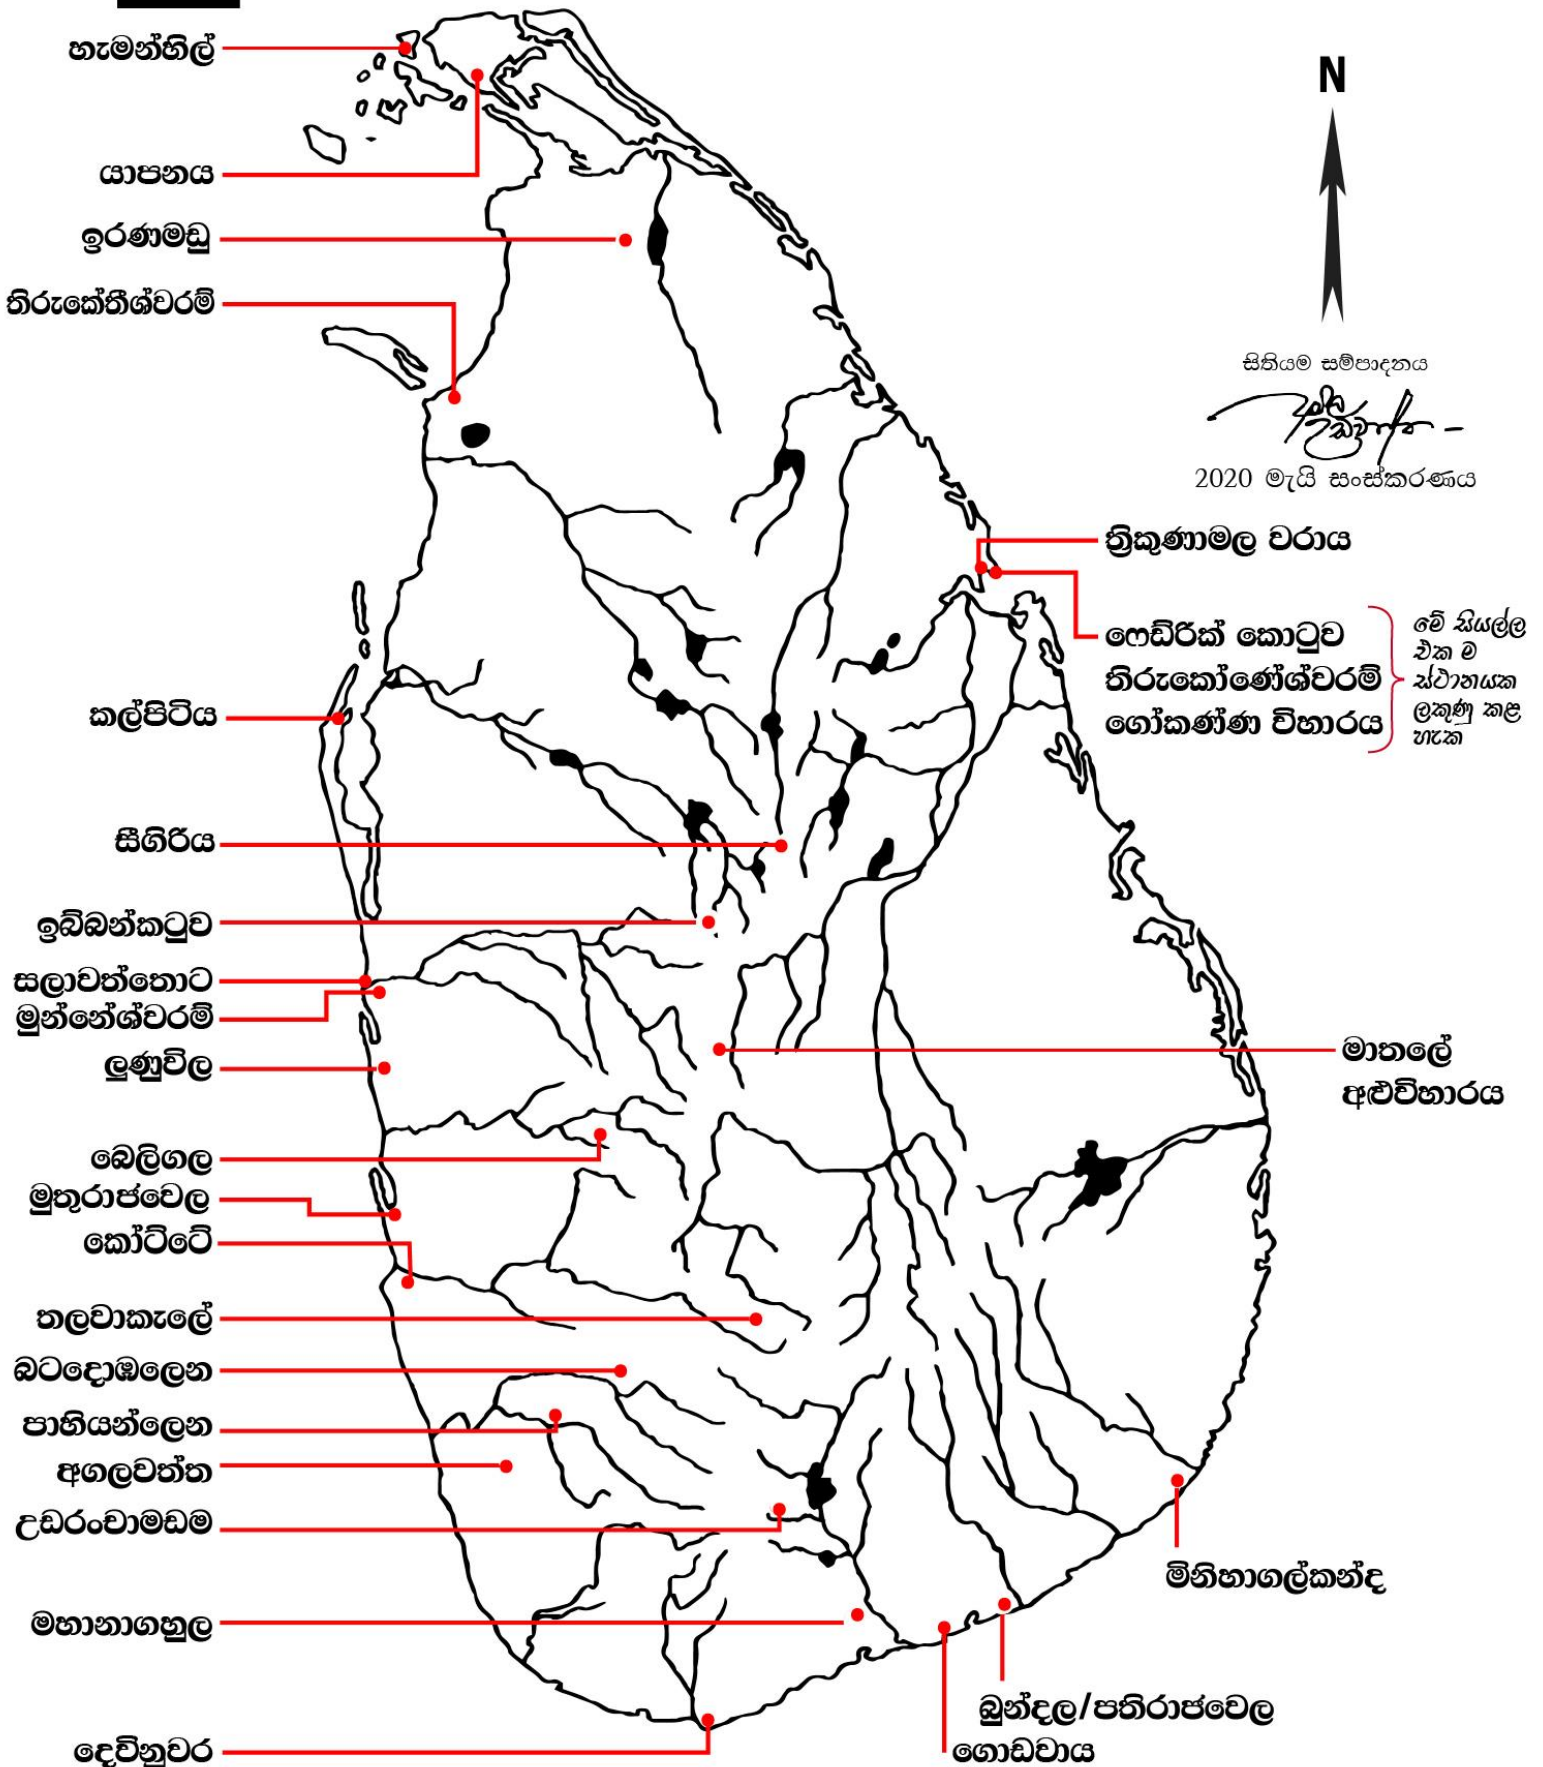 හැමන්හිල්
යාපනය
ඉරණමඩු
තිරුකේතීශ්වරම්
කල්පිටිය
සීගිරිය
ඉබ්බන්කටුව
සලාවත්තොට
මුන්නේශ්වරම්
ලුණුවිල
බෙලිගල
මුතුරාජවෙල
කෝට්ටේ
තලවාකැලේ
බටදොඹලෙන
පාහියන්ලෙන
අගලවත්ත
උඩරංචාමඩම
මහානාගහුල
දෙවිනුවර
N
සිතියම සම්පාදනය
2020 මැයි සංස්කරණය
ත්‍රිකුණාමල වරාය
ෆෙඩ්රික් කොටුව
තිරුකෝණේශ්වරම්
ගෝකණ්ණ විහාරය
මේ සියල්ල
එක ම
ස්ථානයක
ලකුණු කළ
හැක
මාතලේ
අළුවිහාරය
මිනිහාගල්කන්ද
බුන්දල/පතිරාජවෙල
ගොඩවාය